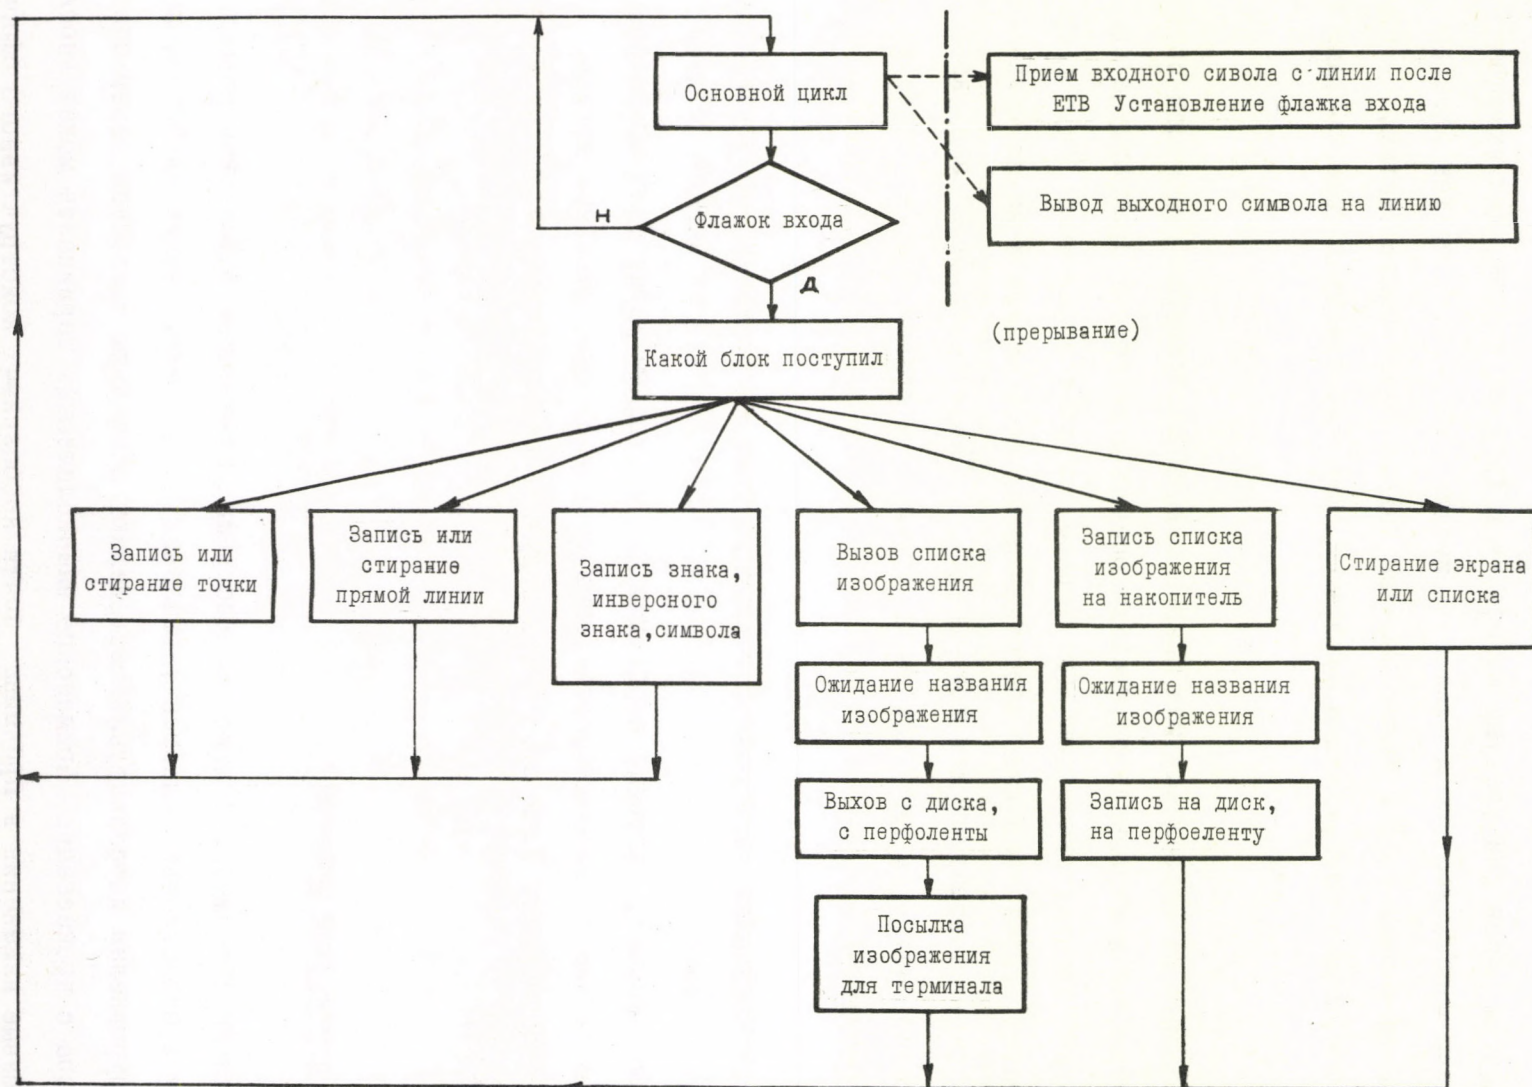 Основной цикл
Прием входного сивола с линии после
ЕТВ Установление флажка входа
Вывод выходного символа на линию
Флажок входа
Н
Д
(прерывание)
Какой блок поступил
Запись или
стирание точки
Запись или
стирание
прямой линии
Запись знака,
инверсного
знака,символа
Вызов списка
изображения
Запись списка
изображения
на накопитель
Стирание экрана
или списка
Ожидание названия
изображения
Ожидание названия
изображения
Выхов с диска,
с перфоленты
Запись на диск,
на перфоеленту
Посылка
изображения
для терминала